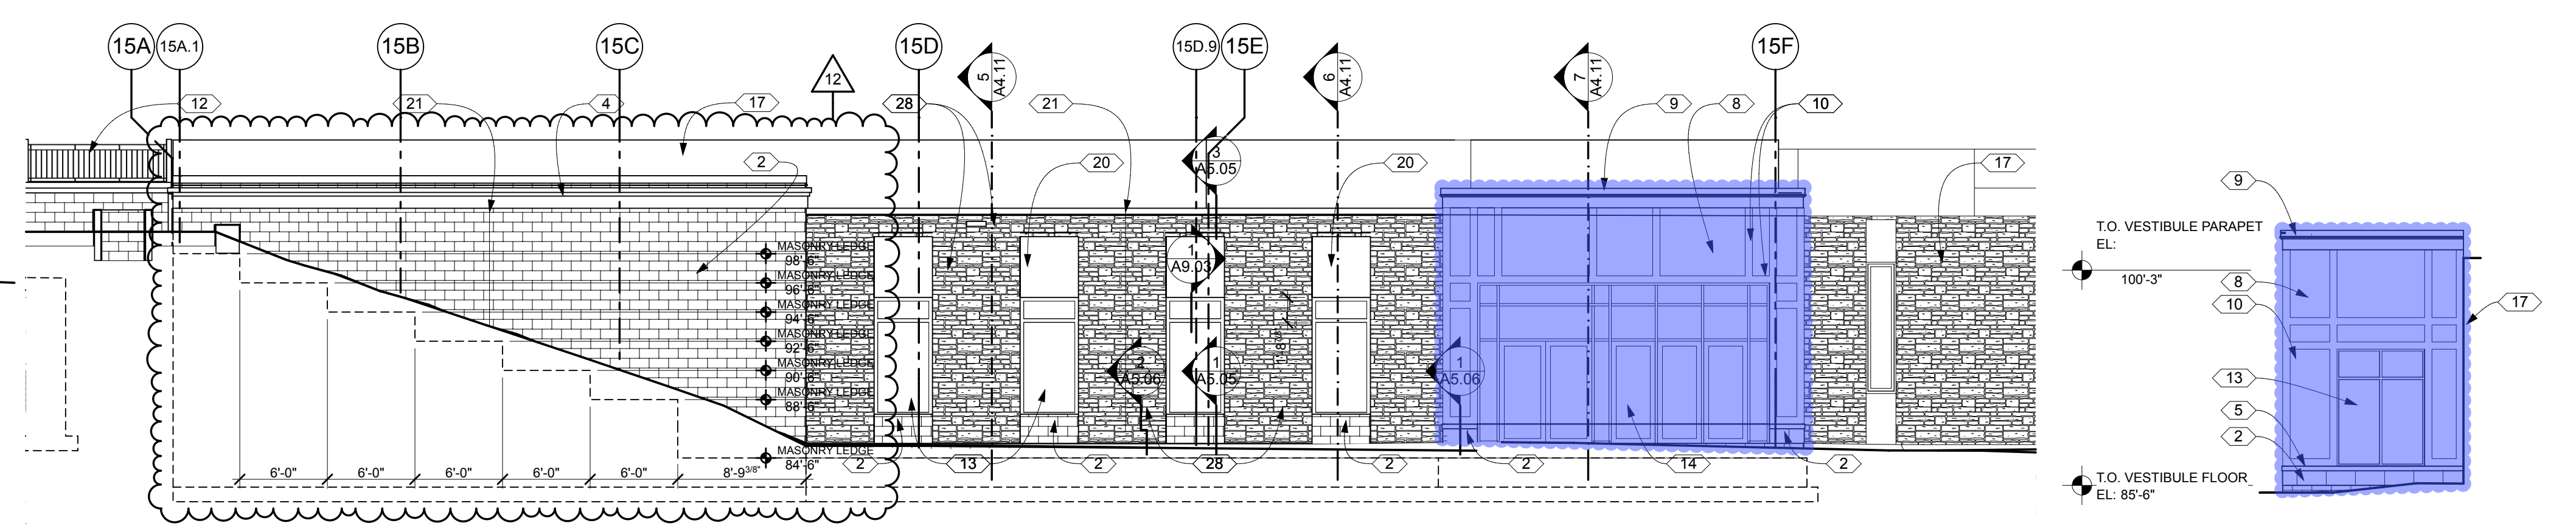 15A 15A.1 15B 15C 15D 15D.9 15E 15F
12
5 A4.11
6 A4.11
7 A4.11
12 21 4 17 28 21 9 8 10
2 20 20 17
3
A5.05
9
T.O. VESTIBULE PARAPET
EL:
100'-3"
MASONRY LEDGE
98'-6"
1
A9.03
MASONRY LEDGE
96'-6"
8
10
17
MASONRY LEDGE
94'-6"
MASONRY LEDGE
92'-6"
1'-8 7/8"
MASONRY LEDGE
90'-6"
2
A5.06
1
A5.05
1
A5.06
13
MASONRY LEDGE
88'-6"
5
2
MASONRY LEDGE
84'-6"
2 13 2 28 2 2 14 2
6'-0" 6'-0" 6'-0" 6'-0" 6'-0" 8'-9 3/8"
T.O. VESTIBULE FLOOR
EL: 85'-6"